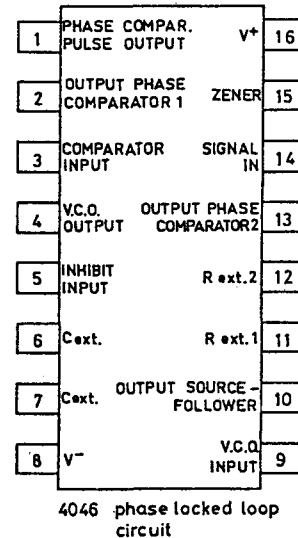 1
PHASE COMPAR.
PULSE OUTPUT
2
OUTPUT PHASE
COMPARATOR 1
3
COMPARATOR
INPUT
4
V.C.O.
OUTPUT
5
INHIBIT
INPUT
6
Cext.
7
Cext.
8
V-
V+
16
ZENER
15
SIGNAL
IN
14
OUTPUT PHASE
COMPARATOR2
13
R ext.2
12
R ext.1
11
OUTPUT SOURCE-
FOLLOWER
10
V.C.O.
INPUT
9
4046 phase locked loop
circuit